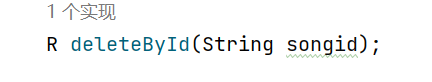 1 个实现
R deleteById(String songid);